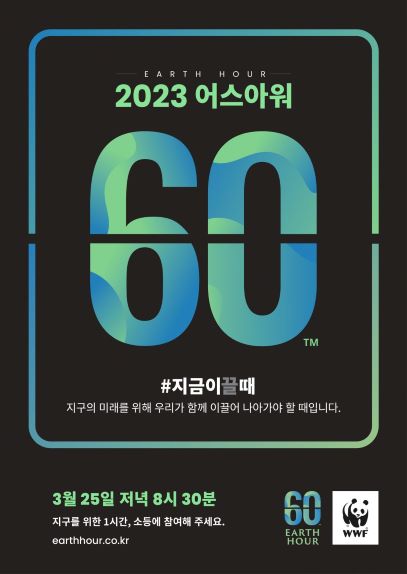 EARTH HOUR
2023 어스아워
60
TM
#지금이끌때
지구의 미래를 위해 우리가 함께 이끌어 나아가야 할 때입니다.
3월 25일 저녁 8시 30분
지구를 위한 1시간, 소등에 참여해 주세요.
earthhour.co.kr
60
EARTH
HOUR
WWF